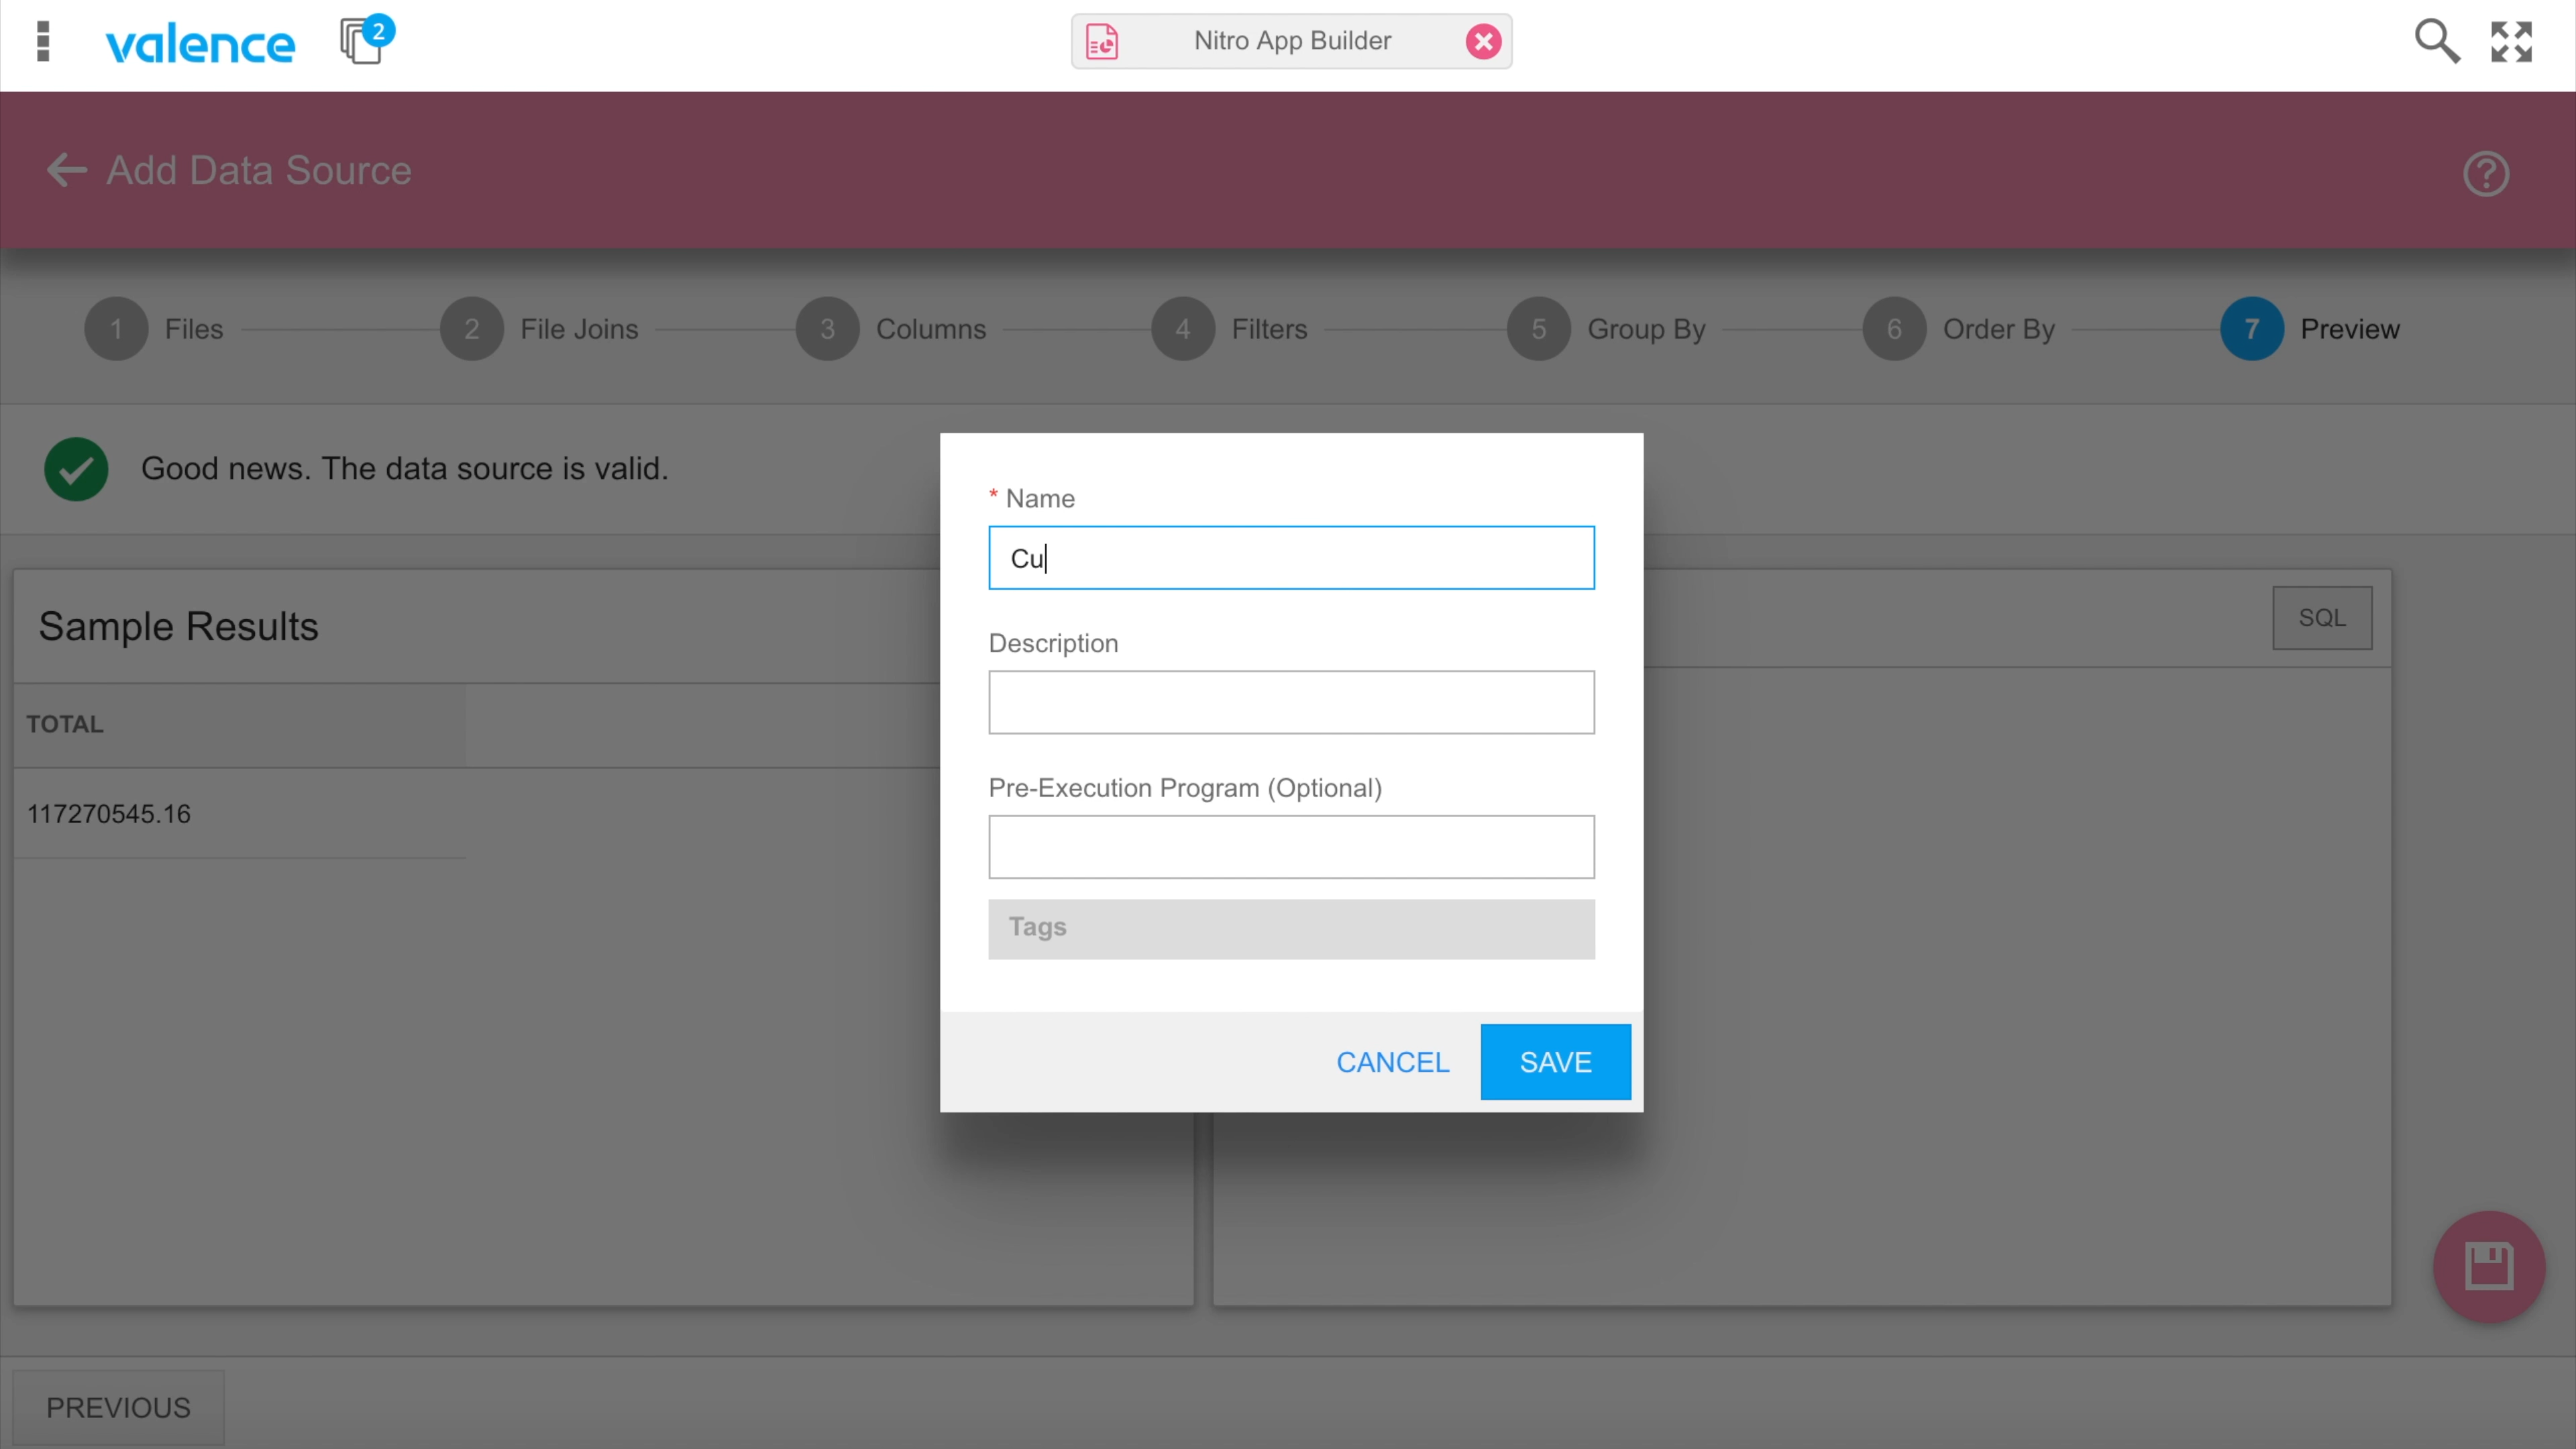 valence
2
Nitro App Builder
Add Data Source
1 Files
2 File Joins
3 Columns
4 Filters
5 Group By
6 Order By
7 Preview
Good news. The data source is valid.
Sample Results
SQL
TOTAL
117270545.16
* Name
Cu
Description
Pre-Execution Program (Optional)
Tags
CANCEL
SAVE
PREVIOUS